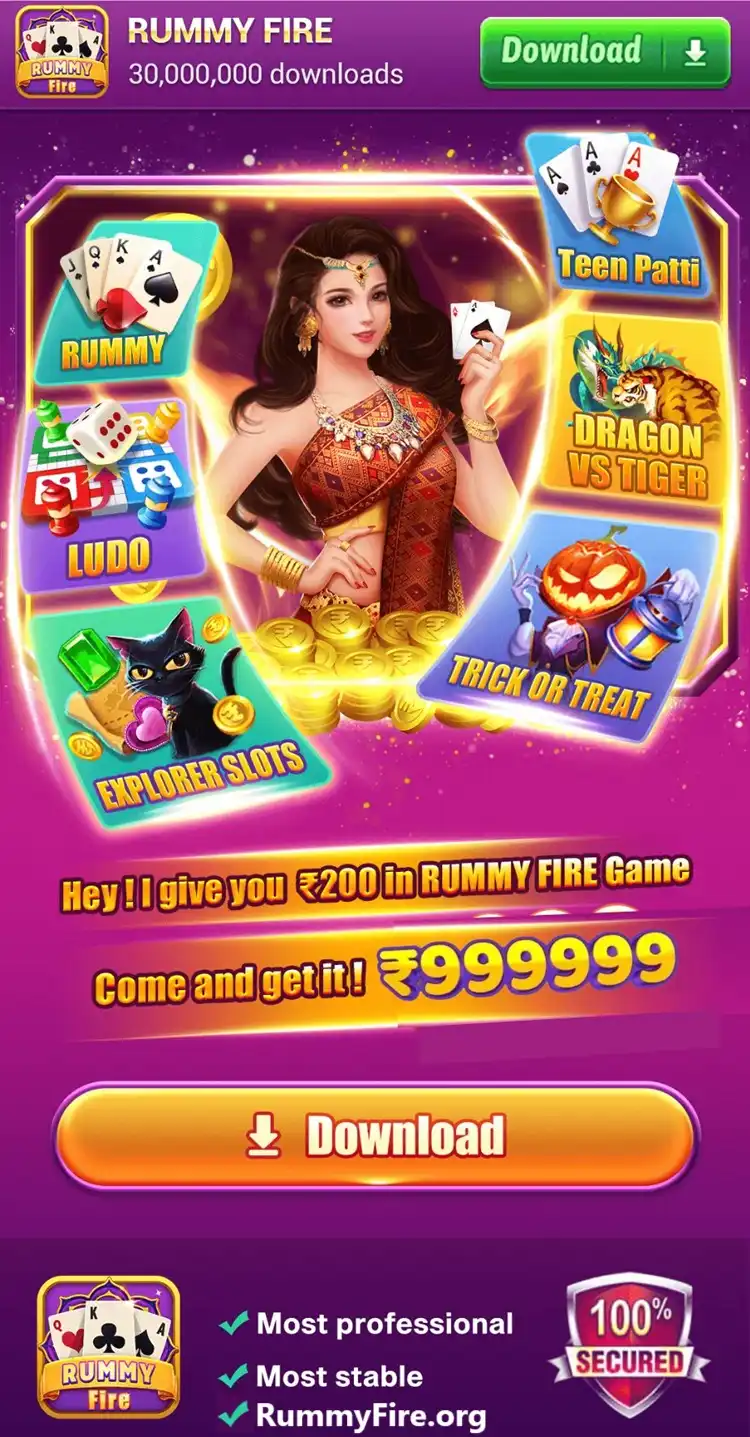 RUMMY FIRE
30,000,000 downloads
Download
RUMMY
Fire
Teen Patti
RUMMY
DRAGON
VS TIGER
LUDO
TRICK OR TREAT
EXPLORER SLOTS
Hey! I give you ₹200 in RUMMY FIRE Game
Come and get it! ₹999999
Download
RUMMY
Fire
Most professional
Most stable
RummyFire.org
100%
SECURED